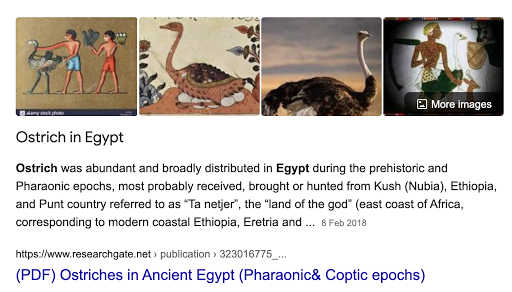 alamy stock photo
More images
Ostrich in Egypt
Ostrich was abundant and broadly distributed in Egypt during the prehistoric and
Pharaonic epochs, most probably received, brought or hunted from Kush (Nubia), Ethiopia,
and Punt country referred to as “Ta netjer”, the “land of the god” (east coast of Africa,
corresponding to modern coastal Ethiopia, Eretria and ... 8 Feb 2018
https://www.researchgate.net › publication › 323016775_...
(PDF) Ostriches in Ancient Egypt (Pharaonic& Coptic epochs)